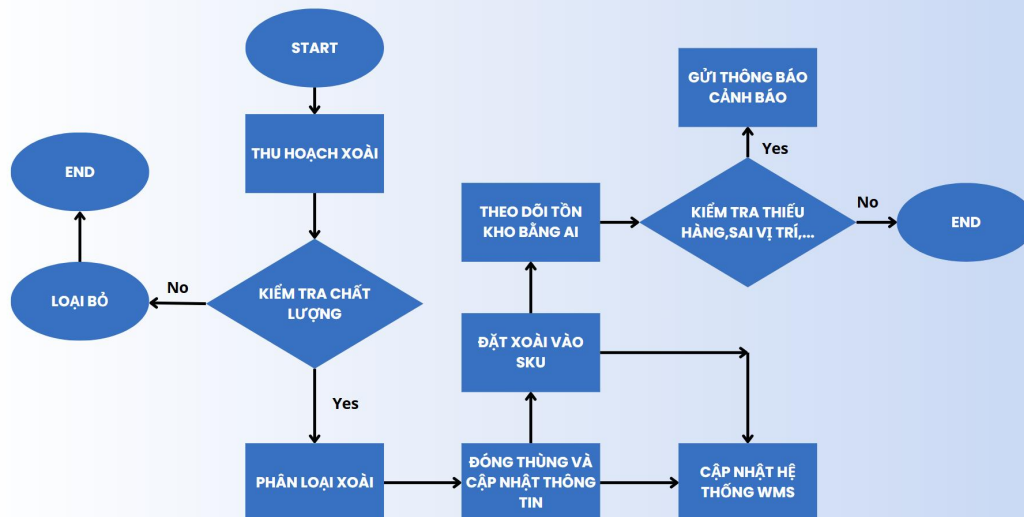 START
THU HOẠCH XOÀI
KIỂM TRA CHẤT
LƯỢNG
No
LOẠI BỎ
END
Yes
PHÂN LOẠI XOÀI
ĐÓNG THÙNG VÀ
CẬP NHẬT THÔNG
TIN
CẬP NHẬT HỆ
THỐNG WMS
ĐẶT XOÀI VÀO
SKU
THEO DÕI TỒN
KHO BẰNG AI
KIỂM TRA THIẾU
HÀNG,SAI VỊ TRÍ,...
Yes
GỬI THÔNG BÁO
CẢNH BÁO
No
END